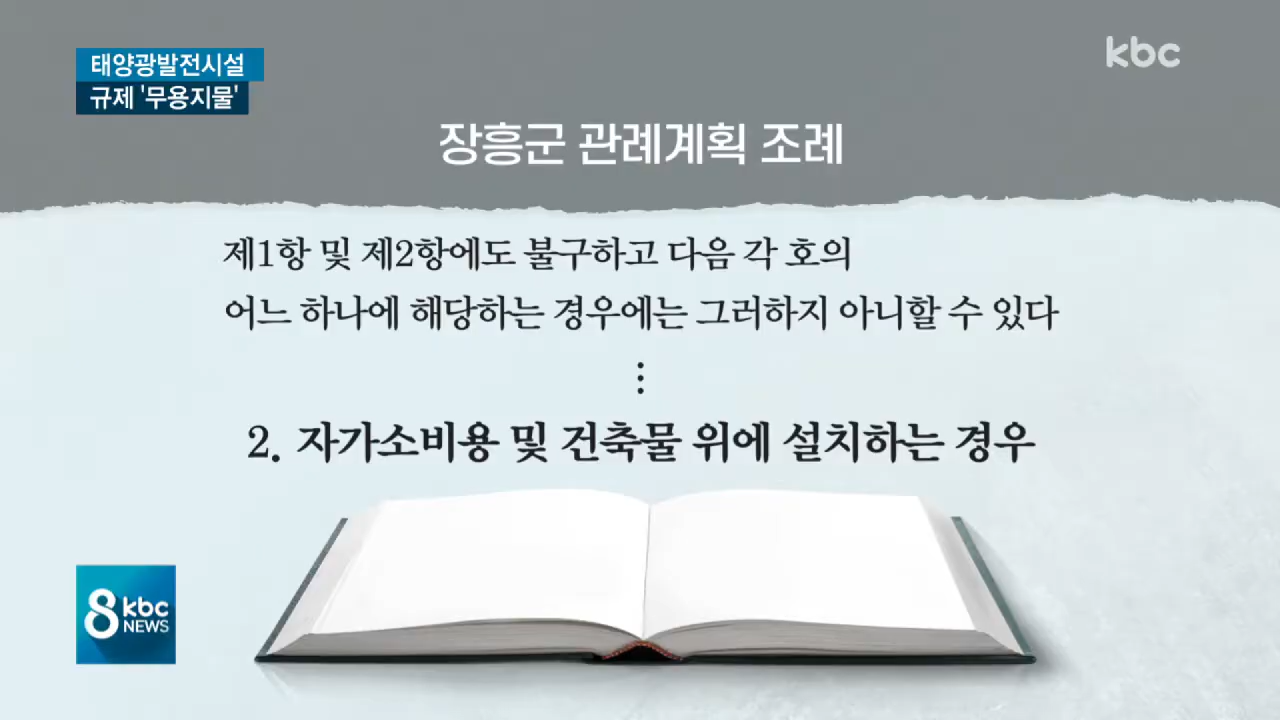 태양광발전시설
규제 '무용지물'
kbc
장흥군 관례계획 조례
제1항 및 제2항에도 불구하고 다음 각 호의
어느 하나에 해당하는 경우에는 그러하지 아니할 수 있다
⋮
2. 자가소비용 및 건축물 위에 설치하는 경우
8 kbc
NEWS